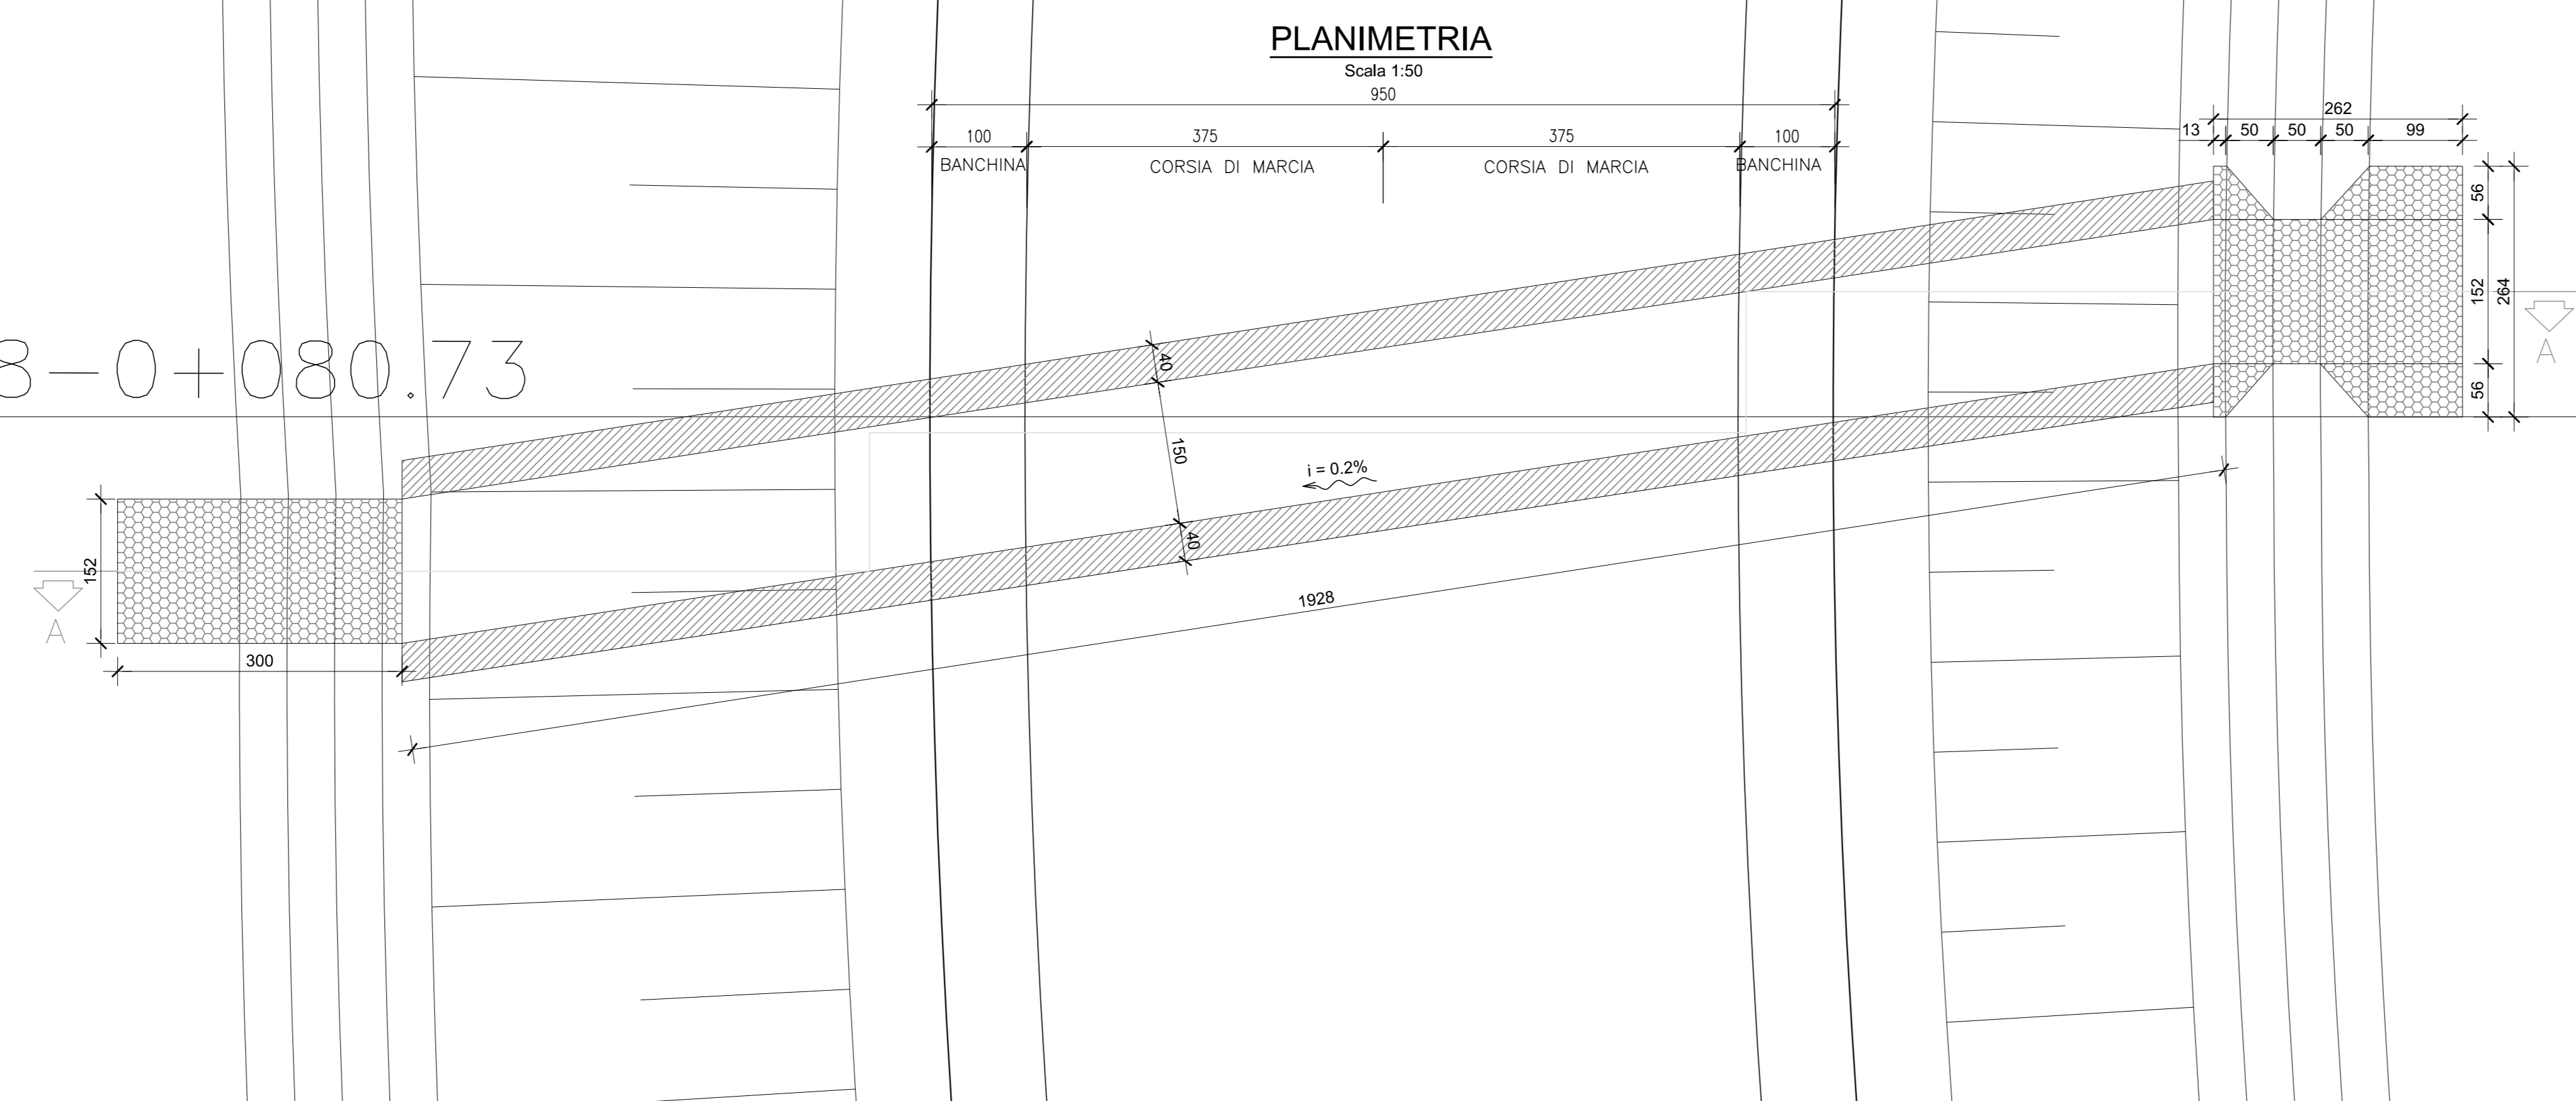 PLANIMETRIA
Scala 1:50
950
100 375 375 100
BANCHINA CORSIA DI MARCIA CORSIA DI MARCIA BANCHINA
262
13 50 50 50 99
56
152
264
56
A
8-0+080.73
40
150
40
i = 0.2%
1928
152
300
A